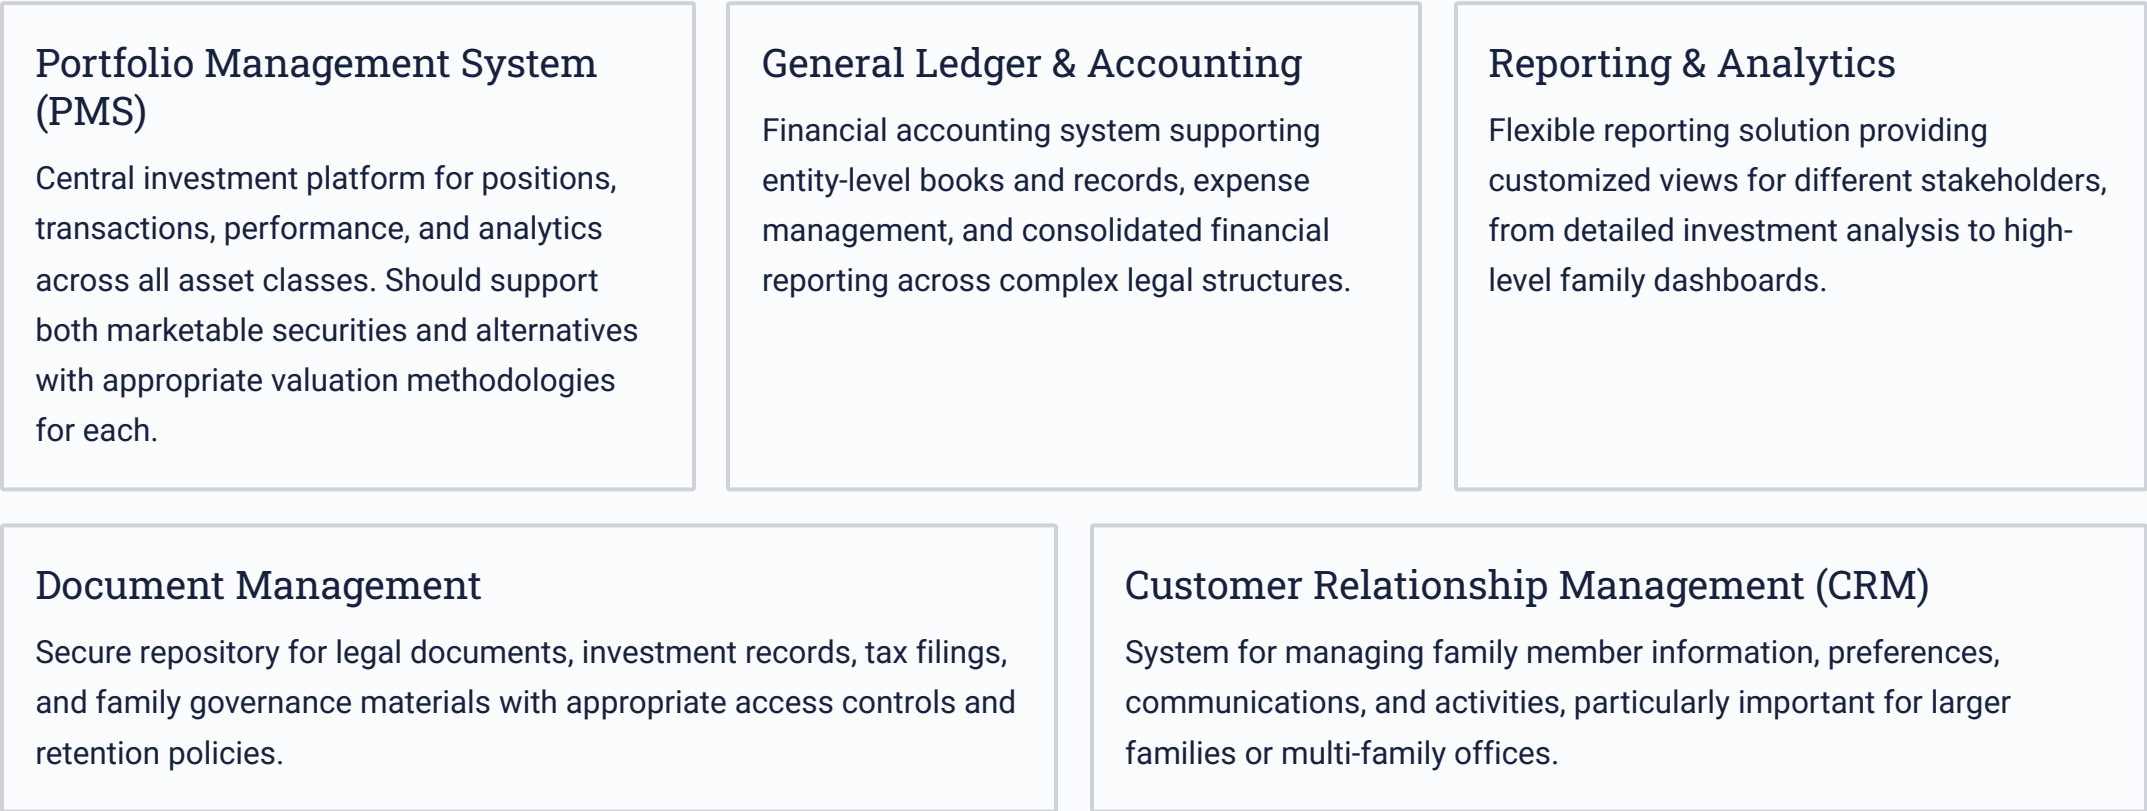 Portfolio Management System
(PMS)
Central investment platform for positions,
transactions, performance, and analytics
across all asset classes. Should support
both marketable securities and alternatives
with appropriate valuation methodologies
for each.
General Ledger & Accounting
Financial accounting system supporting
entity-level books and records, expense
management, and consolidated financial
reporting across complex legal structures.
Reporting & Analytics
Flexible reporting solution providing
customized views for different stakeholders,
from detailed investment analysis to high-
level family dashboards.
Document Management
Secure repository for legal documents, investment records, tax filings,
and family governance materials with appropriate access controls and
retention policies.
Customer Relationship Management (CRM)
System for managing family member information, preferences,
communications, and activities, particularly important for larger
families or multi-family offices.